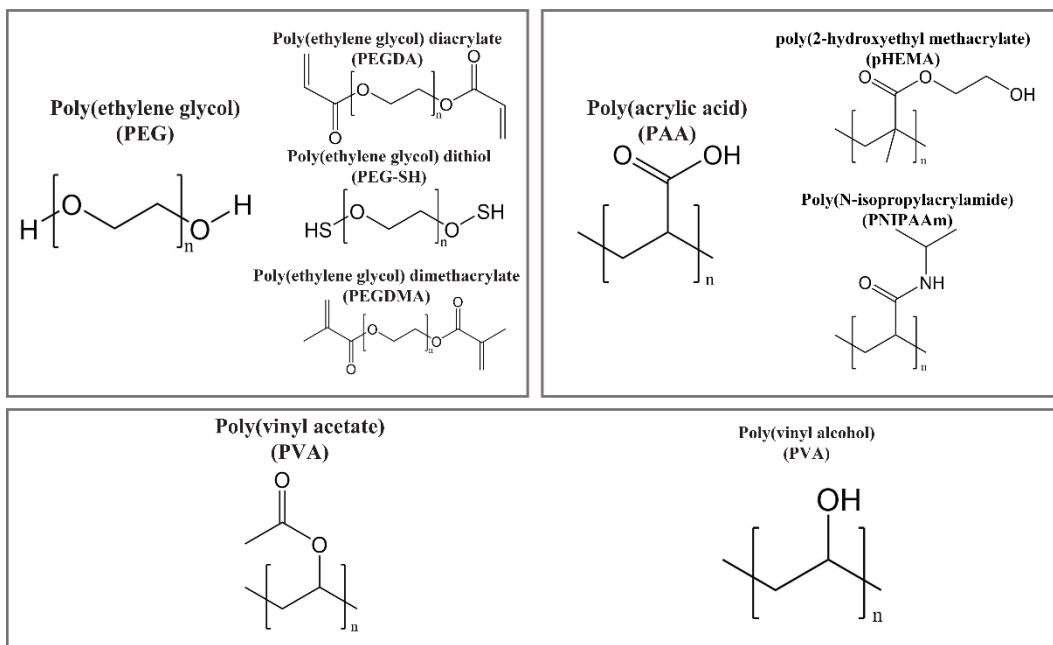 Poly(ethylene glycol)
(PEG)
H
O
n
O
H
Poly(ethylene gycol) diacrylate
(PEGDA)
O
O
O
n
O
Poly(ethylene glycol) dithiol
(PEG-SH)
HS
O
n
O
SH
Poly(ethylene glycol) dimethacrylate
(PEGDMA)
O
O
O
n
O
Poly(acrylic acid)
(PAA)
O
OH
n
poly(2-hydroxyethyl methacrylate)
(pHEMA)
O
O
OH
n
Poly(N-isopropylacrylamide)
(PNIPAAm)
O
NH
n
Poly(vinyl acetate)
(PVA)
O
O
n
Poly(vinyl alcohol)
(PVA)
OH
n